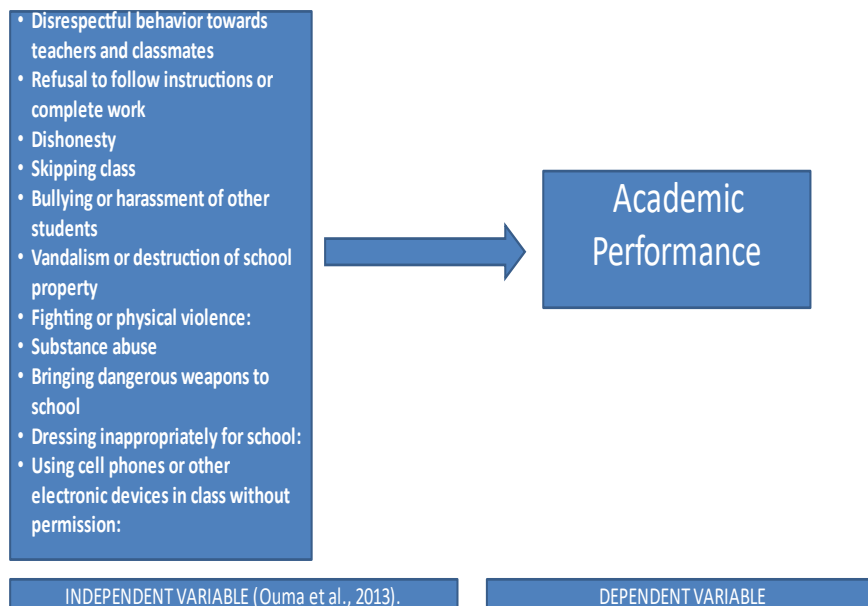 • Disrespectful behavior towards
teachers and classmates
• Refusal to follow instructions or
complete work
• Dishonesty
• Skipping class
• Bullying or harassment of other
students
• Vandalism or destruction of school
property
• Fighting or physical violence:
• Substance abuse
• Bringing dangerous weapons to
school
• Dressing inappropriately for school:
• Using cell phones or other
electronic devices in class without
permission:
Academic
Performance
INDEPENDENT VARIABLE (Ouma et al., 2013).
DEPENDENT VARIABLE